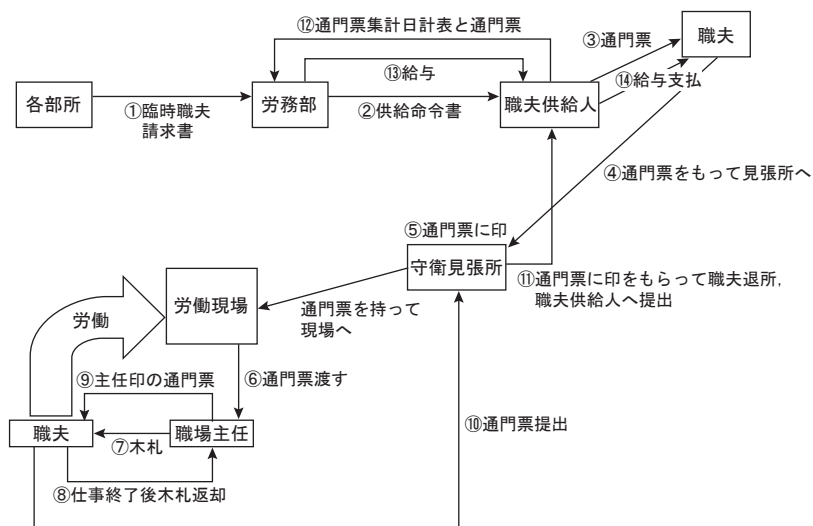 ⑫通門票集計日計表と通門票
③通門票
職夫
⑬給与
⑭給与支払
各部所
労務部
職夫供給人
①臨時職夫
請求書
②供給命令書
④通門票をもって見張所へ
⑤通門票に印
守衛見張所
⑪通門票に印をもらって職夫退所,
職夫供給人へ提出
労働現場
労働
通門票を持って
現場へ
⑨主任印の通門票
⑥通門票渡す
職夫
⑦木札
職場主任
⑩通門票提出
⑧仕事終了後木札返却